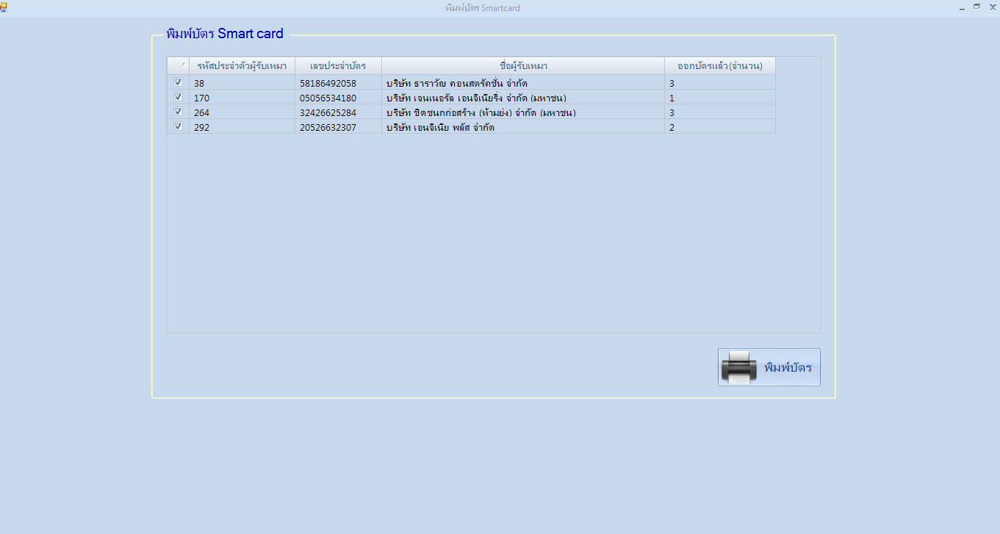 พิมพ์บัตร Smartcard
พิมพ์บัตร Smart card
รหัสประจำตัวผู้รับเหมา เลขประจำบัตร ชื่อผู้รับเหมา ออกบัตรแล้ว(จำนวน)
38 58186492058 บริษัท ธาราวัญ คอนสตรัคชั่น จำกัด 3
170 05056534180 บริษัท เจนเนอรัล เอนจิเนียริ่ง จำกัด (มหาชน) 1
264 32426625284 บริษัท ชิดชนกก่อสร้าง (ห้ามยุ่ง) จำกัด (มหาชน) 3
292 20526632307 บริษัท เอนจิเนีย พลัส จำกัด 2
พิมพ์บัตร